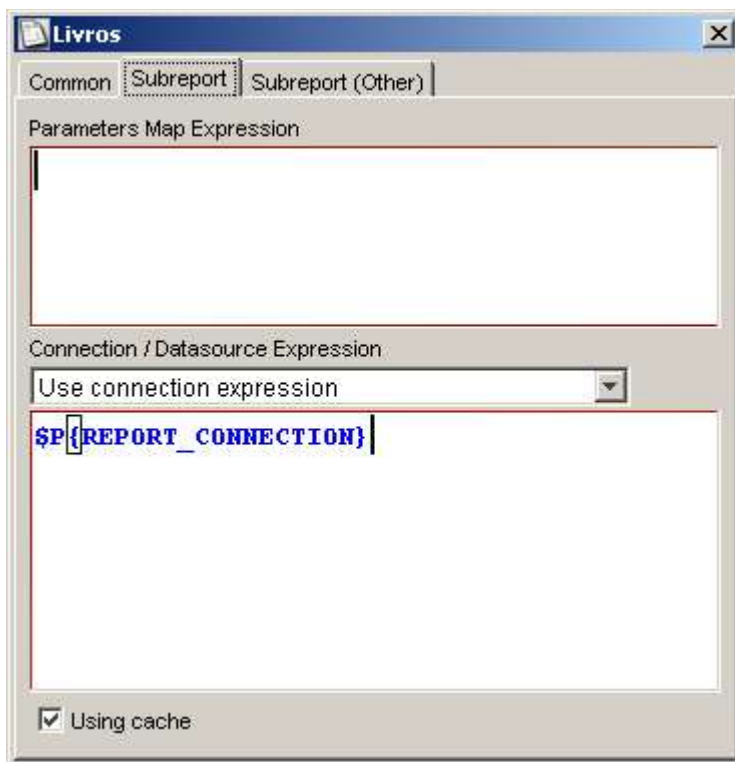 Livros
Common Subreport Subreport (Other)
Parameters Map Expression
Connection / Datasource Expression
Use connection expression
$P{REPORT_CONNECTION}
Using cache